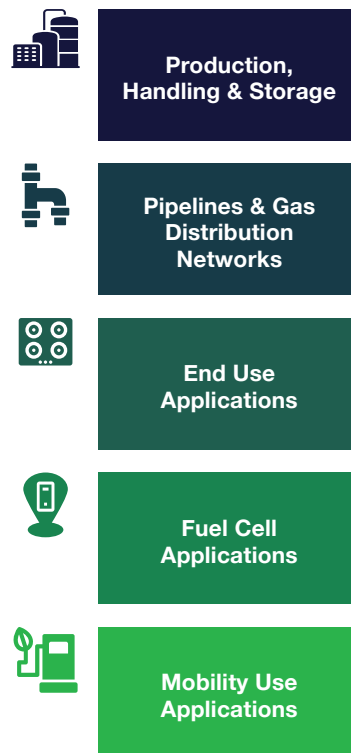 Production,
Handling & Storage
Pipelines & Gas
Distribution
Networks
End Use
Applications
Fuel Cell
Applications
Mobility Use
Applications